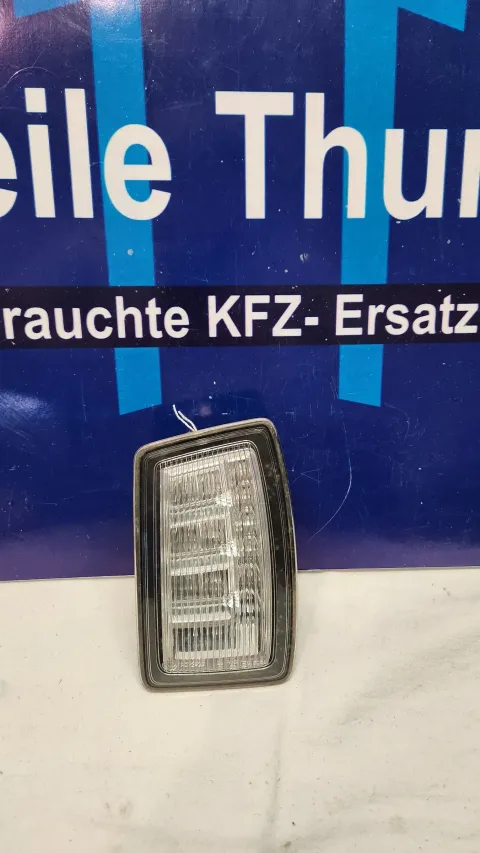 eile Thur
rauchte KFZ- Ersatz